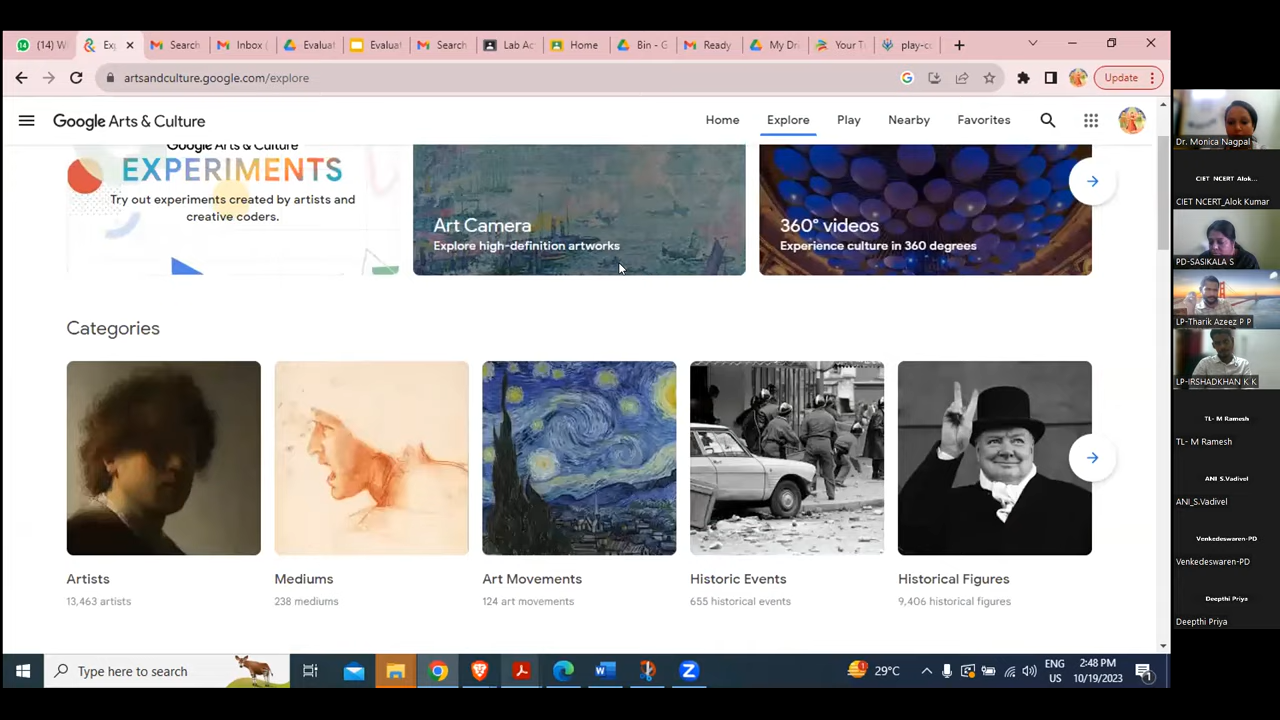 (14) W
Exp
Search
Inbox (
Evaluat
Evaluat
Search
Lab Ac
Home
Bin - G
Ready
My Dr
Your T
play-c
artsandculture.google.com/explore
Update
Google Arts & Culture
Home
Explore
Play
Nearby
Favorites
Google Arts & Culture
EXPERIMENTS
Try out experiments created by artists and
creative coders.
Art Camera
Explore high-definition artworks
360° videos
Experience culture in 360 degrees
Categories
Artists
13,463 artists
Mediums
238 mediums
Art Movements
124 art movements
Historic Events
655 historical events
Historical Figures
9,406 historical figures
Type here to search
29°C
ENG
US
2:48 PM
10/19/2023
Dr. Monica Nagpal
CIET NCERT_Alok...
CIET NCERT_Alok Kumar
PD-SASIKALA S
LP-Tharik Azeez P P
LP-IRSHADKHAN K K
TL- M Ramesh
TL- M Ramesh
ANI S.Vadivel
ANI_S.Vadivel
Venkedeswaren-PD
Venkedeswaren-PD
Deepthi Priya
Deepthi Priya